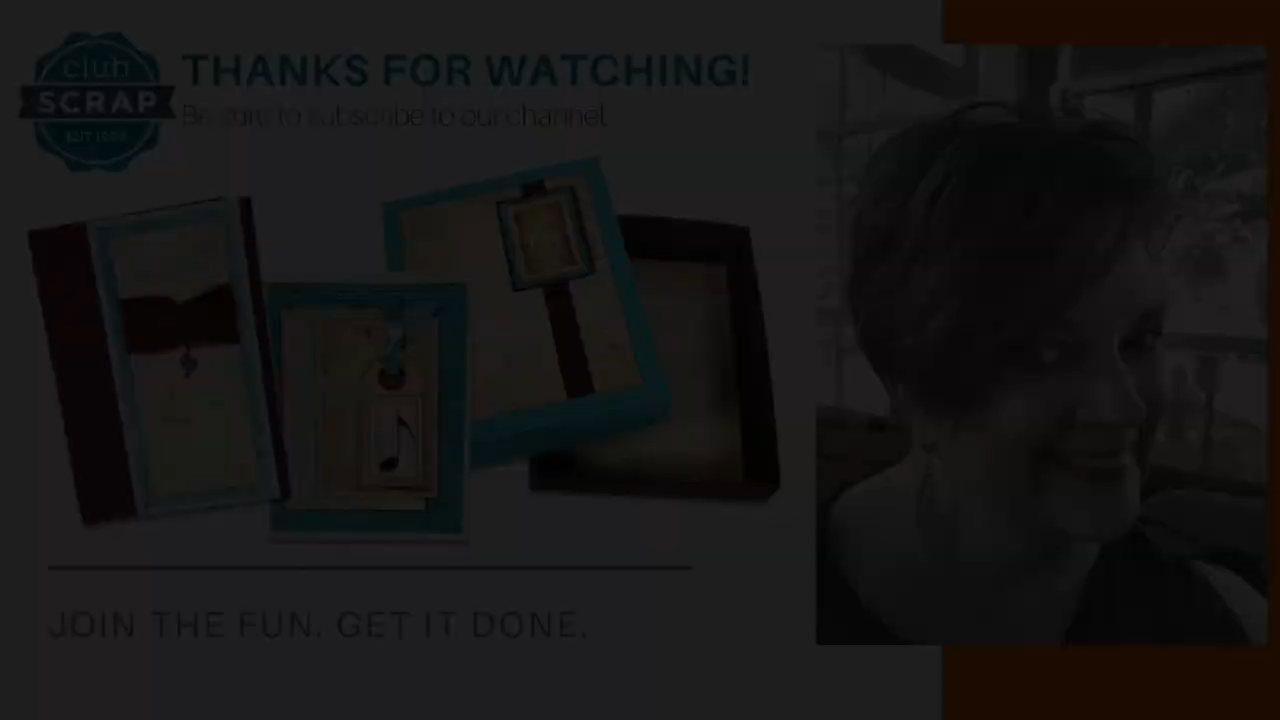 club
SCRAP
THANKS FOR WATCHING!
Be sure to subscribe to our channel
JOIN THE FUN. GET IT DONE.